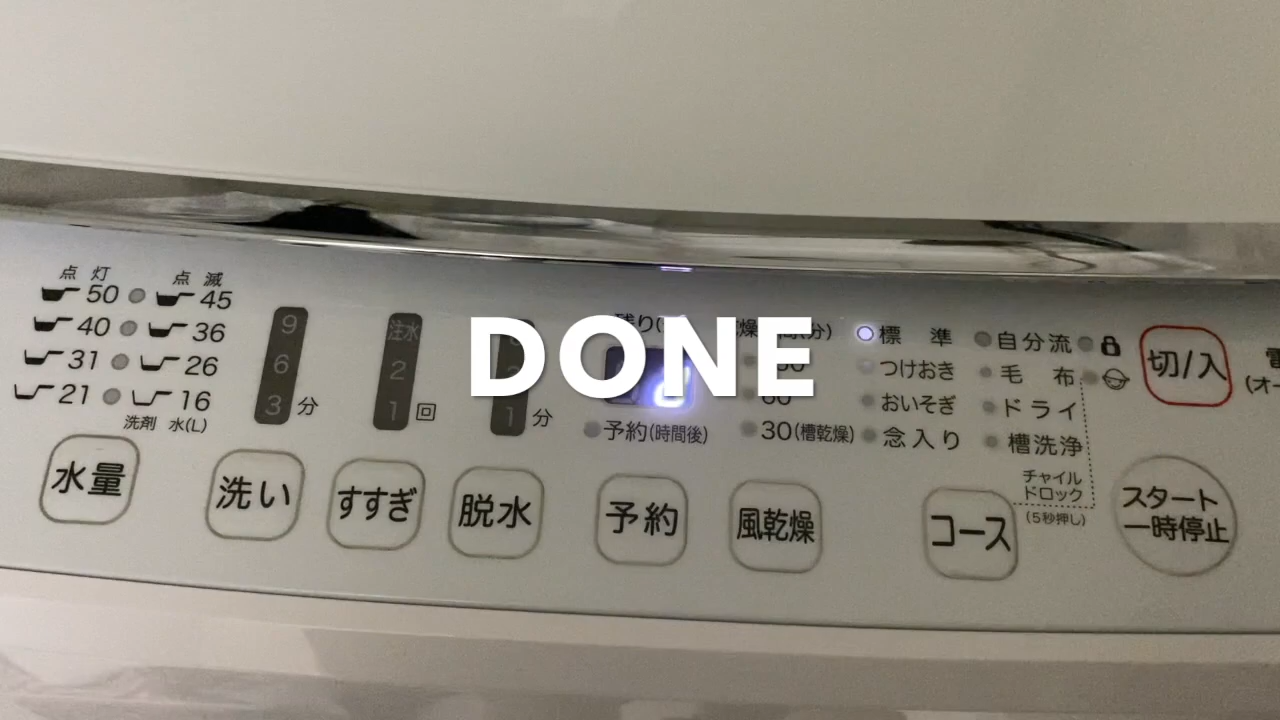 点灯 点滅
50 45
40 36
31 26
21 16
洗剤 水(L)
9
6
3 分
注水
2
1 回
1 分
DONE
予約(時間後)
30(槽乾燥)
標準
つけおき
おいそぎ
念入り
自分流
毛布
ドライ
槽洗浄
チャイルドロック
(5秒押し)
切/入
水量
洗い
すすぎ
脱水
予約
風乾燥
コース
スタート
一時停止